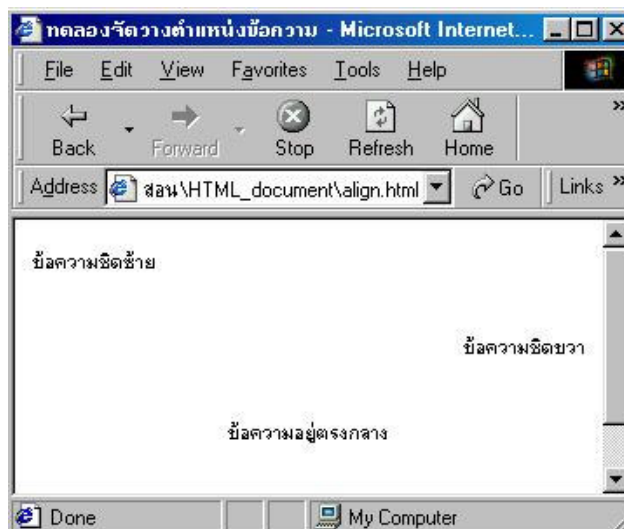 ทดลองจัดวางตำแหน่งข้อความ - Microsoft Internet...
File Edit View Favorites Tools Help
Back Forward Stop Refresh Home »
Address สอน\HTML_document\align.html Go Links »
ข้อความชิดซ้าย
ข้อความชิดขวา
ข้อความอยู่ตรงกลาง
Done My Computer